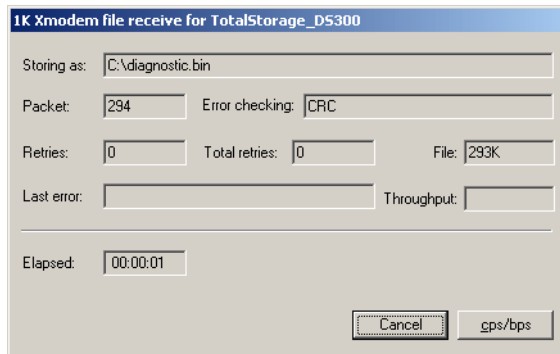 1K Xmodem file receive for TotalStorage_DS300
Storing as: C:\diagnostic.bin
Packet: 294 Error checking: CRC
Retries: 0 Total retries: 0 File: 293K
Last error: Throughput:
Elapsed: 00:00:01
Cancel cps/bps